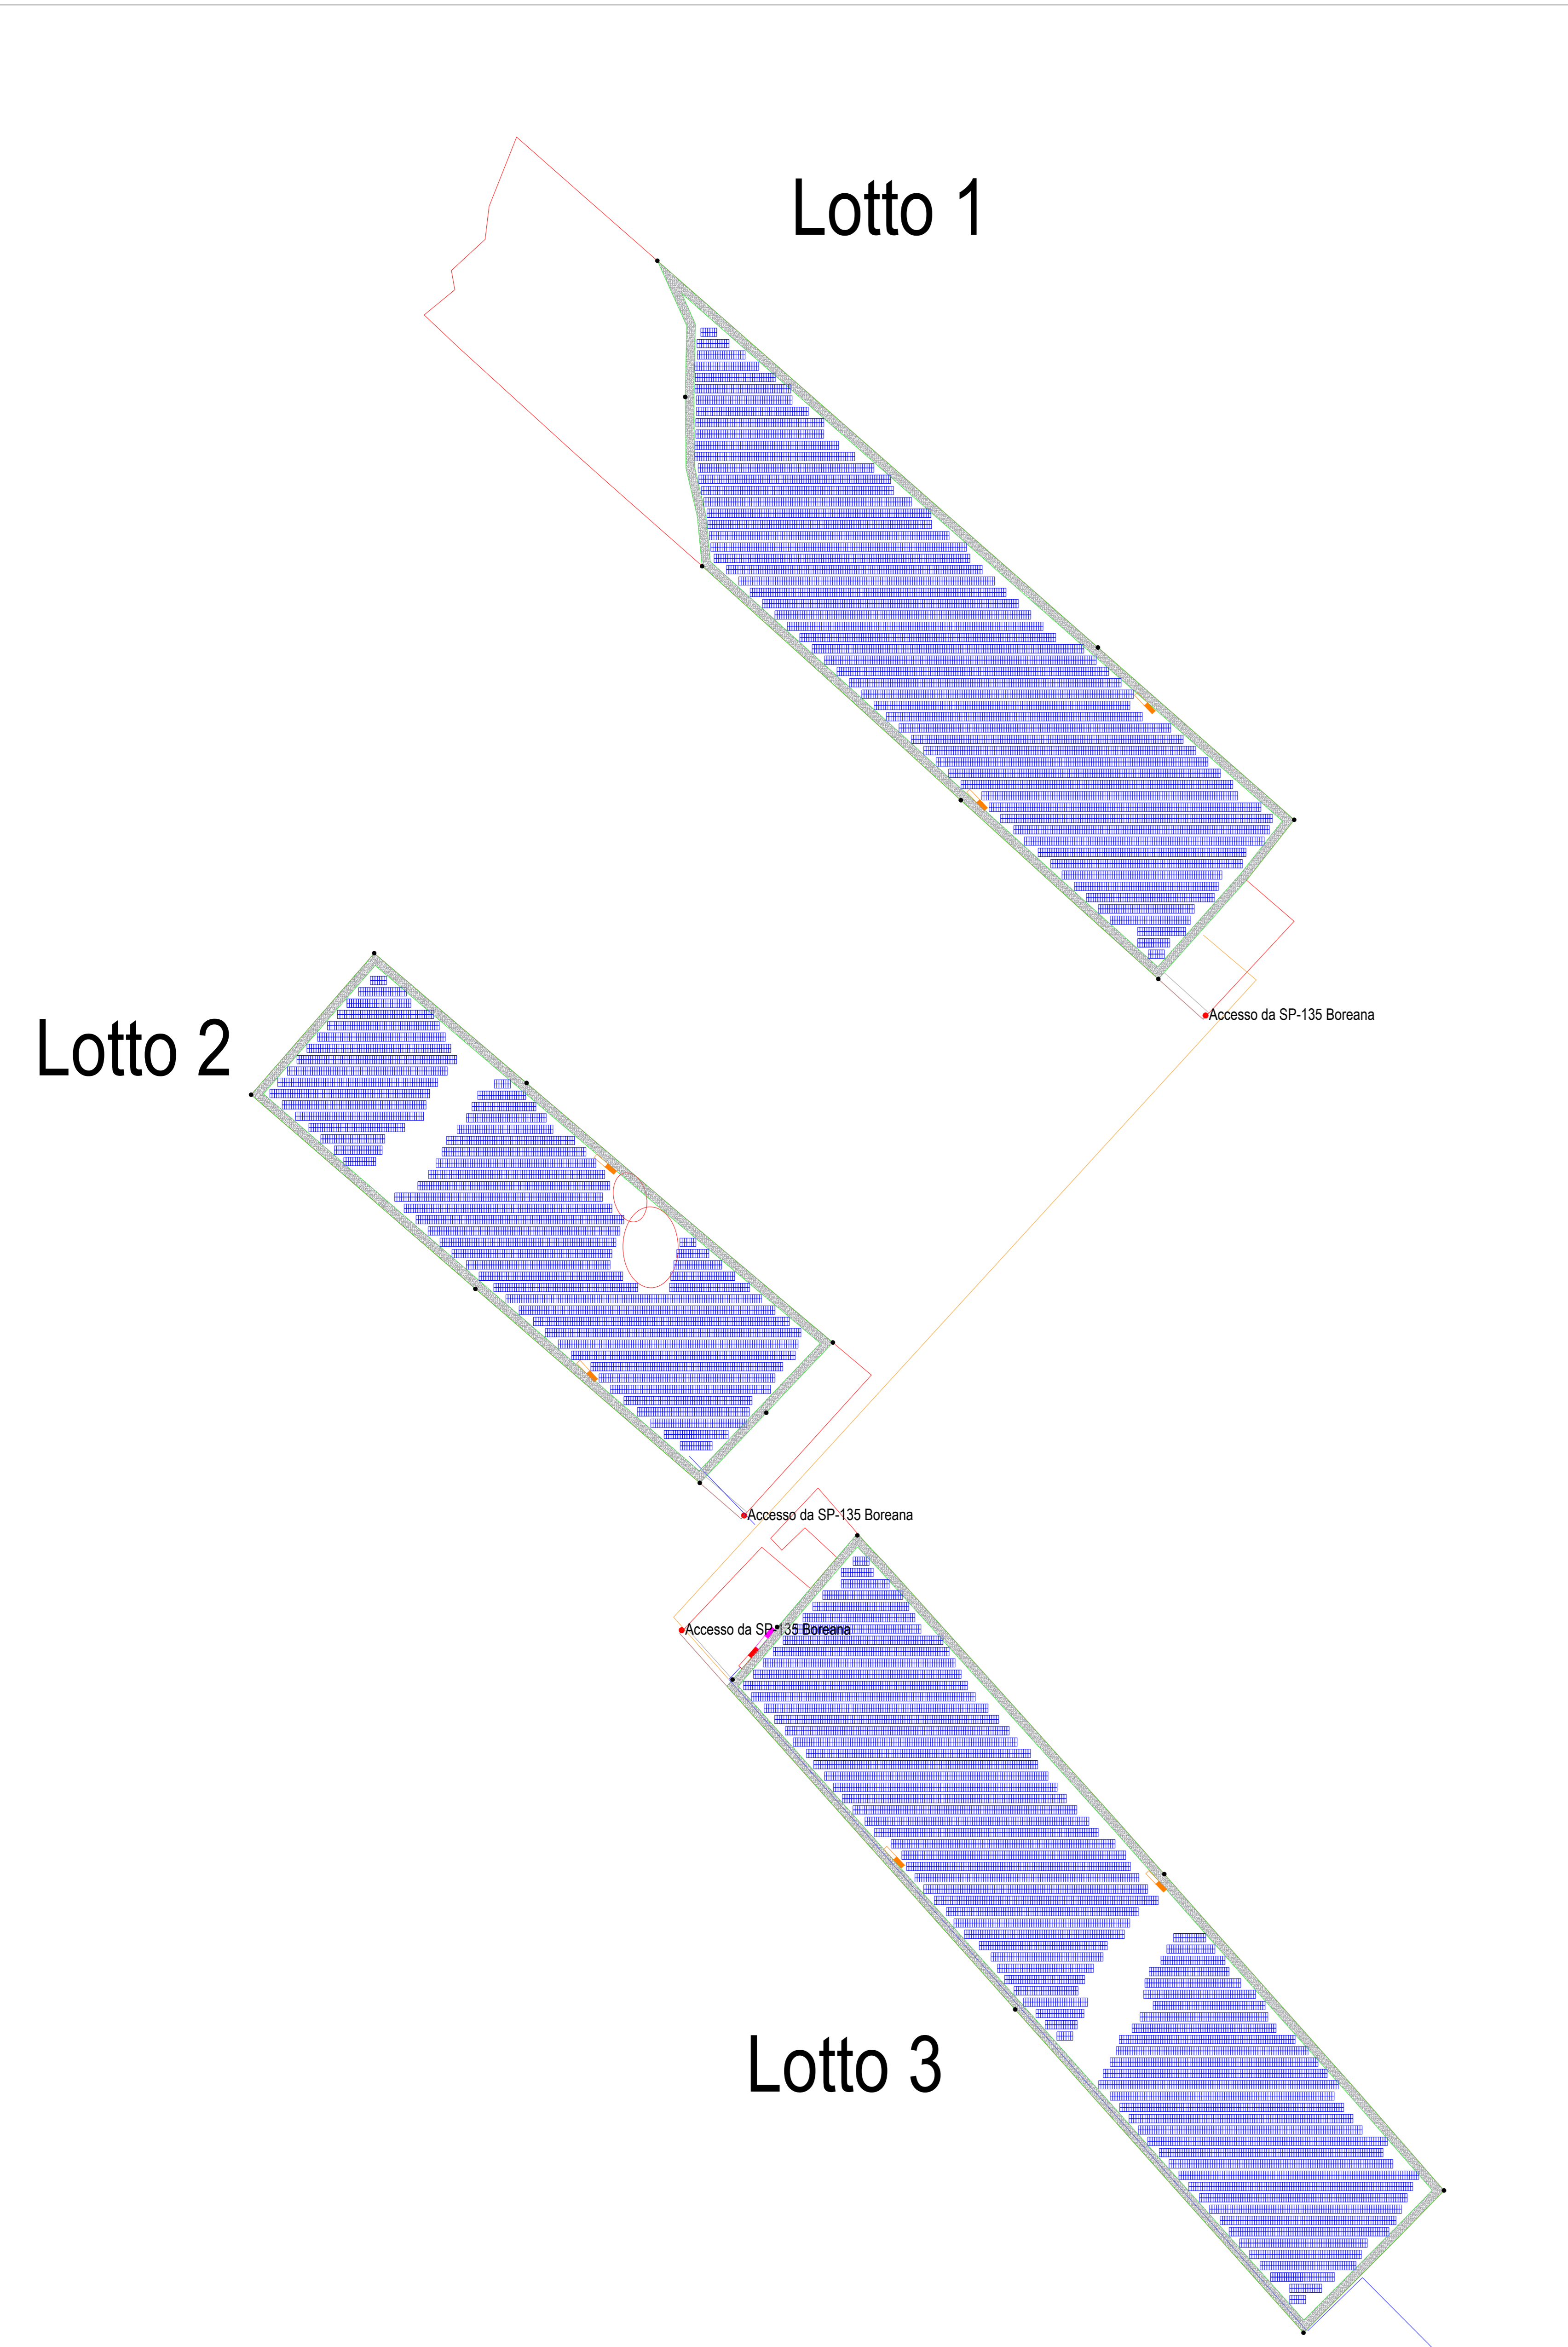 Lotto 1
Accesso da SP-135 Boreana
Lotto 2
Accesso da SP-135 Boreana
Accesso da SP-135 Boreana
Lotto 3